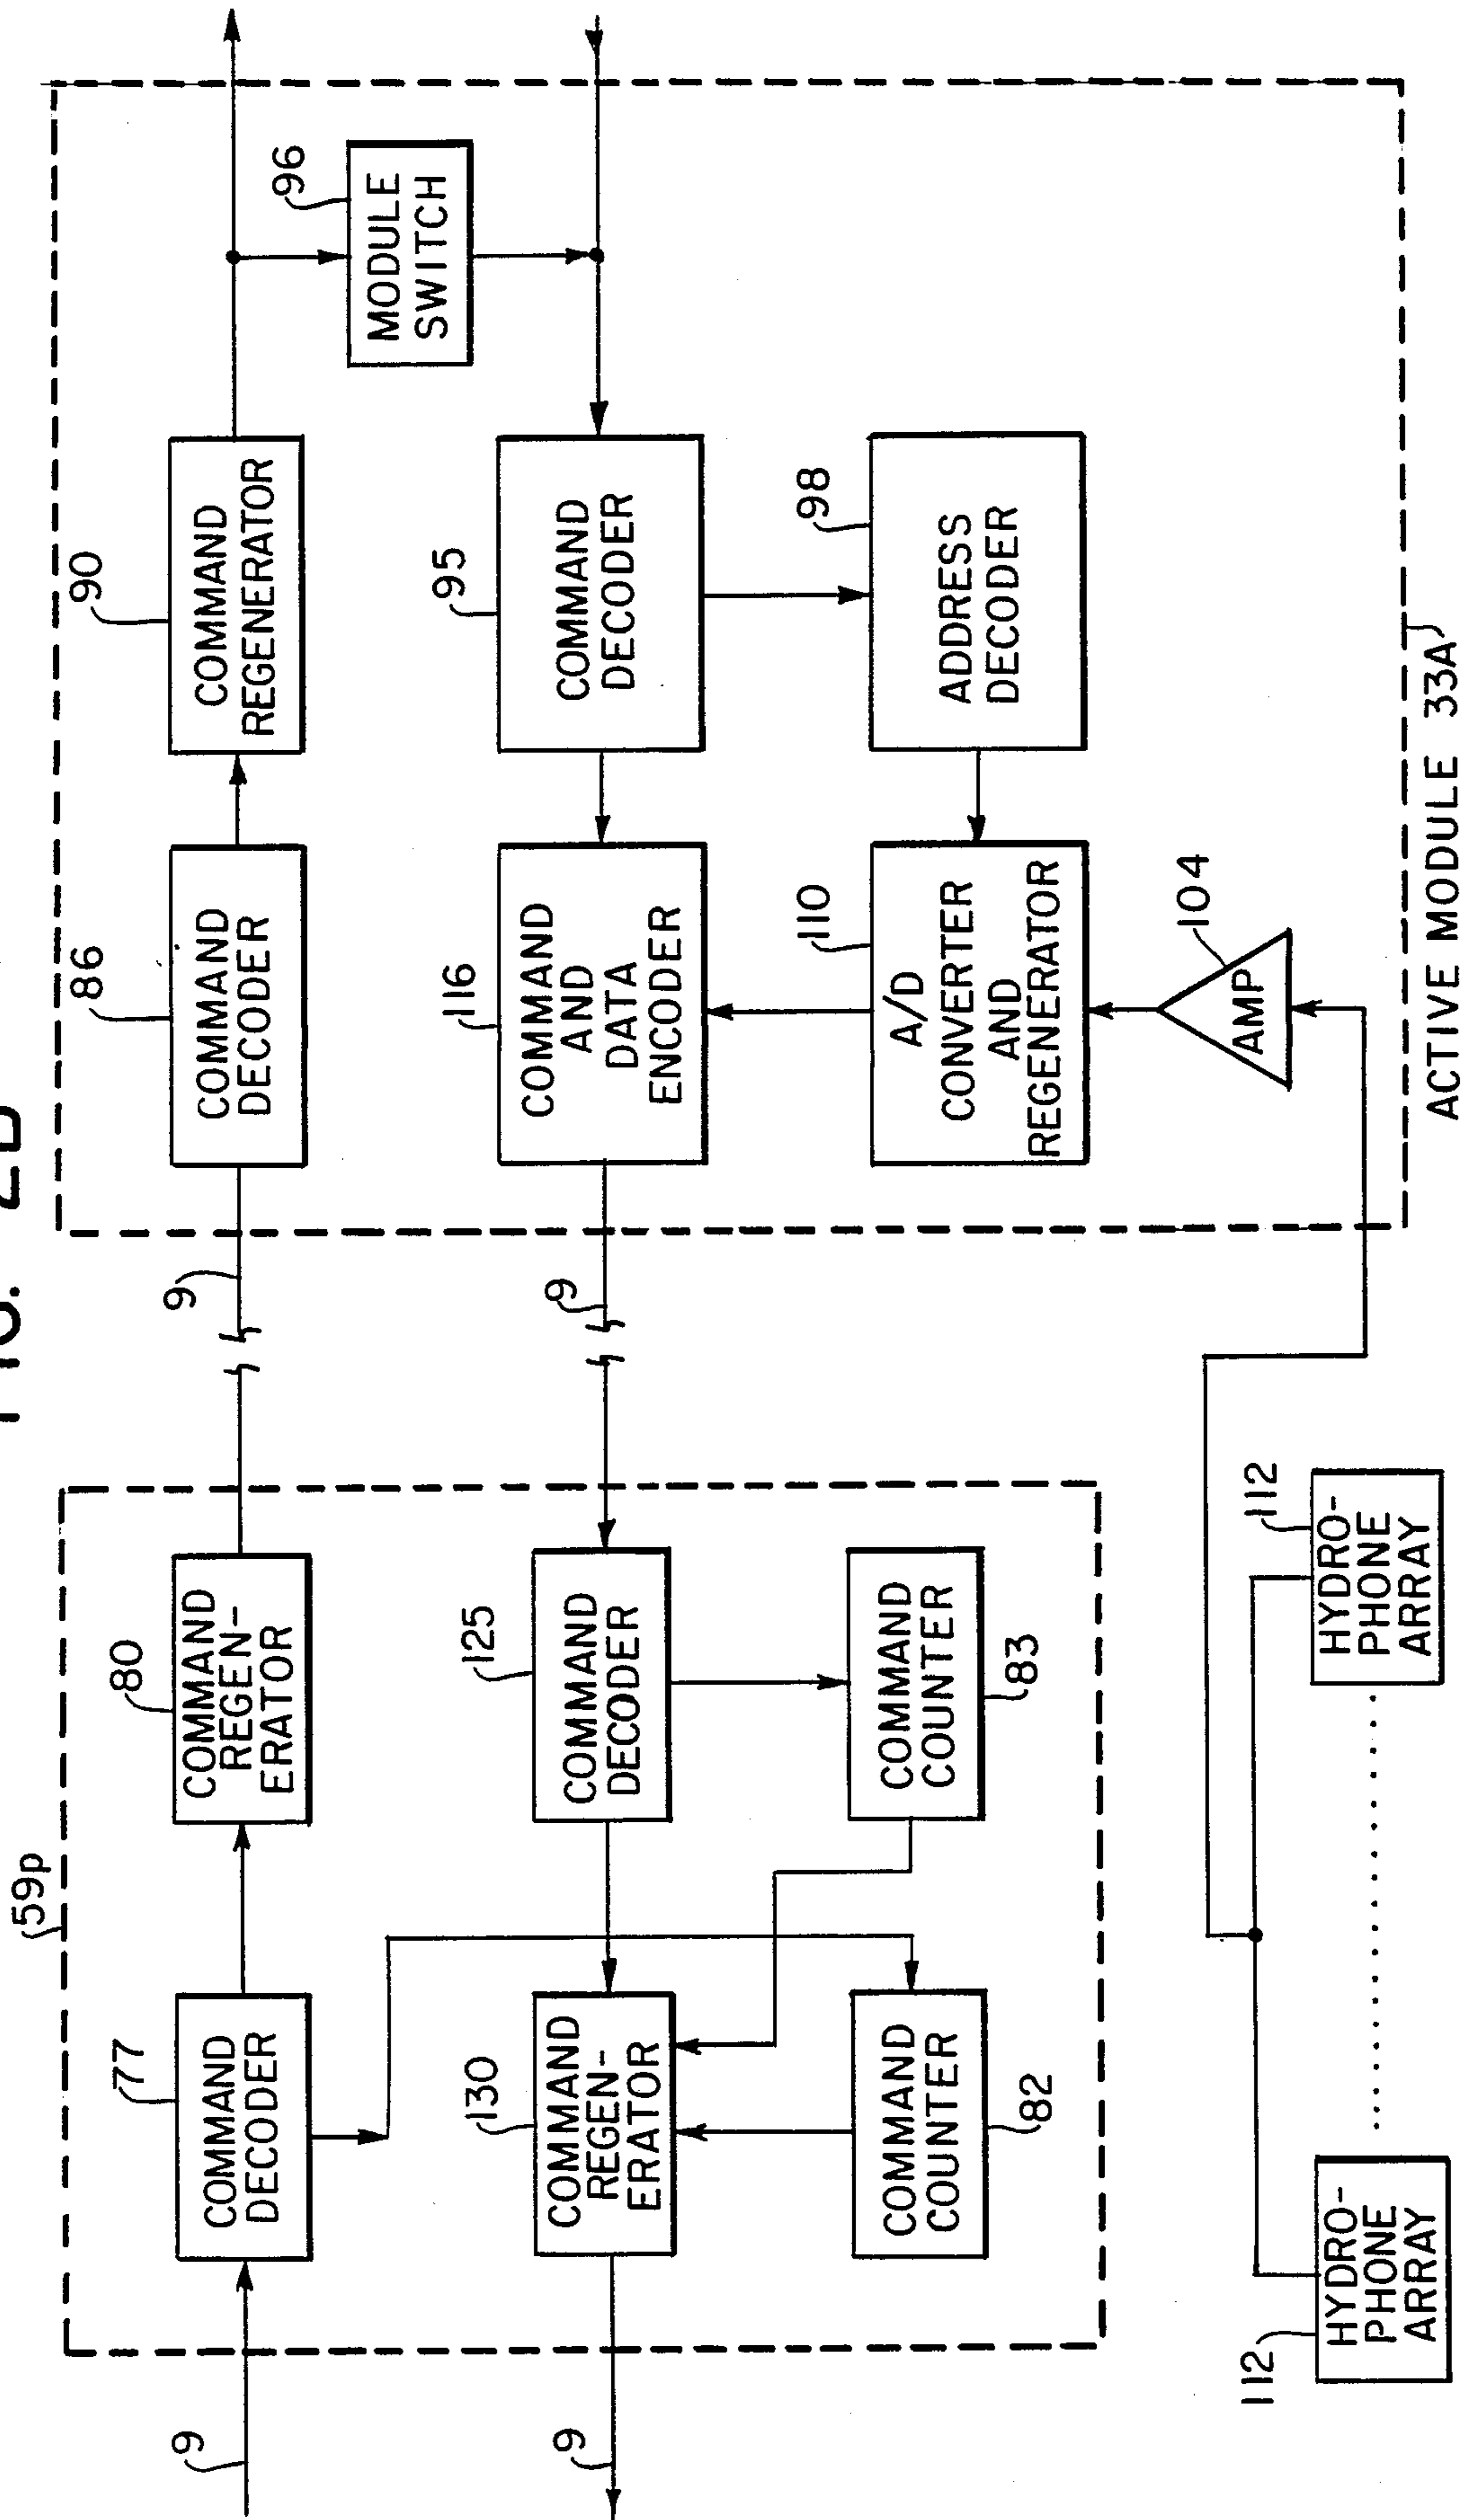 59p
9
77
COMMAND
DECODER
80
COMMAND
REGEN-
ERATOR
9
86
COMMAND
DECODER
90
COMMAND
REGENERATOR
96
MODULE
SWITCH
9
130
COMMAND
REGEN-
ERATOR
125
COMMAND
DECODER
9
116
COMMAND
AND
DATA
ENCODER
95
COMMAND
DECODER
COMMAND
COUNTER
82
COMMAND
COUNTER
83
110
A/D
CONVERTER
AND
REGENERATOR
98
ADDRESS
DECODER
104
AMP
112
HYDRO-
PHONE
ARRAY
112
HYDRO-
PHONE
ARRAY
ACTIVE MODULE 33A